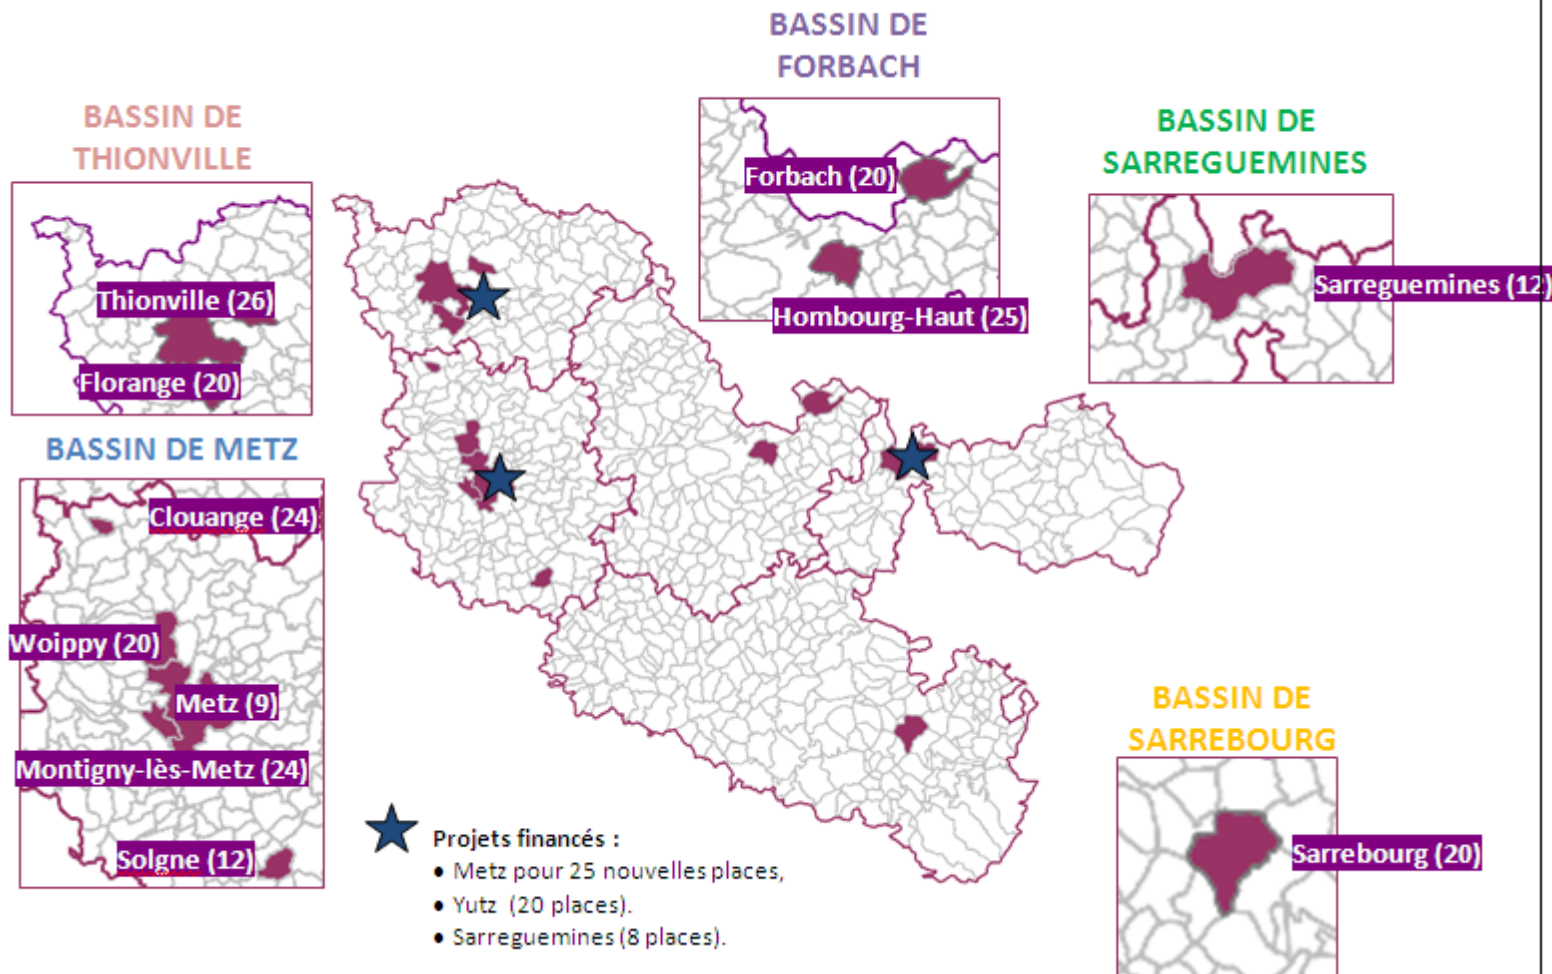 BASSIN DE
THIONVILLE
Thionville (26)
Florange (20)
BASSIN DE METZ
Clouange (24)
Woippy (20)
Metz (9)
Montigny-lès-Metz (24)
Solgne (12)
BASSIN DE
FORBACH
Forbach (20)
Hombourg-Haut (25)
BASSIN DE
SARREGUEMINES
Sarreguemines (12)
BASSIN DE
SARREBOURG
Sarrebourg (20)
Projets financés :
• Metz pour 25 nouvelles places,
• Yutz (20 places).
• Sarreguemines (8 places).